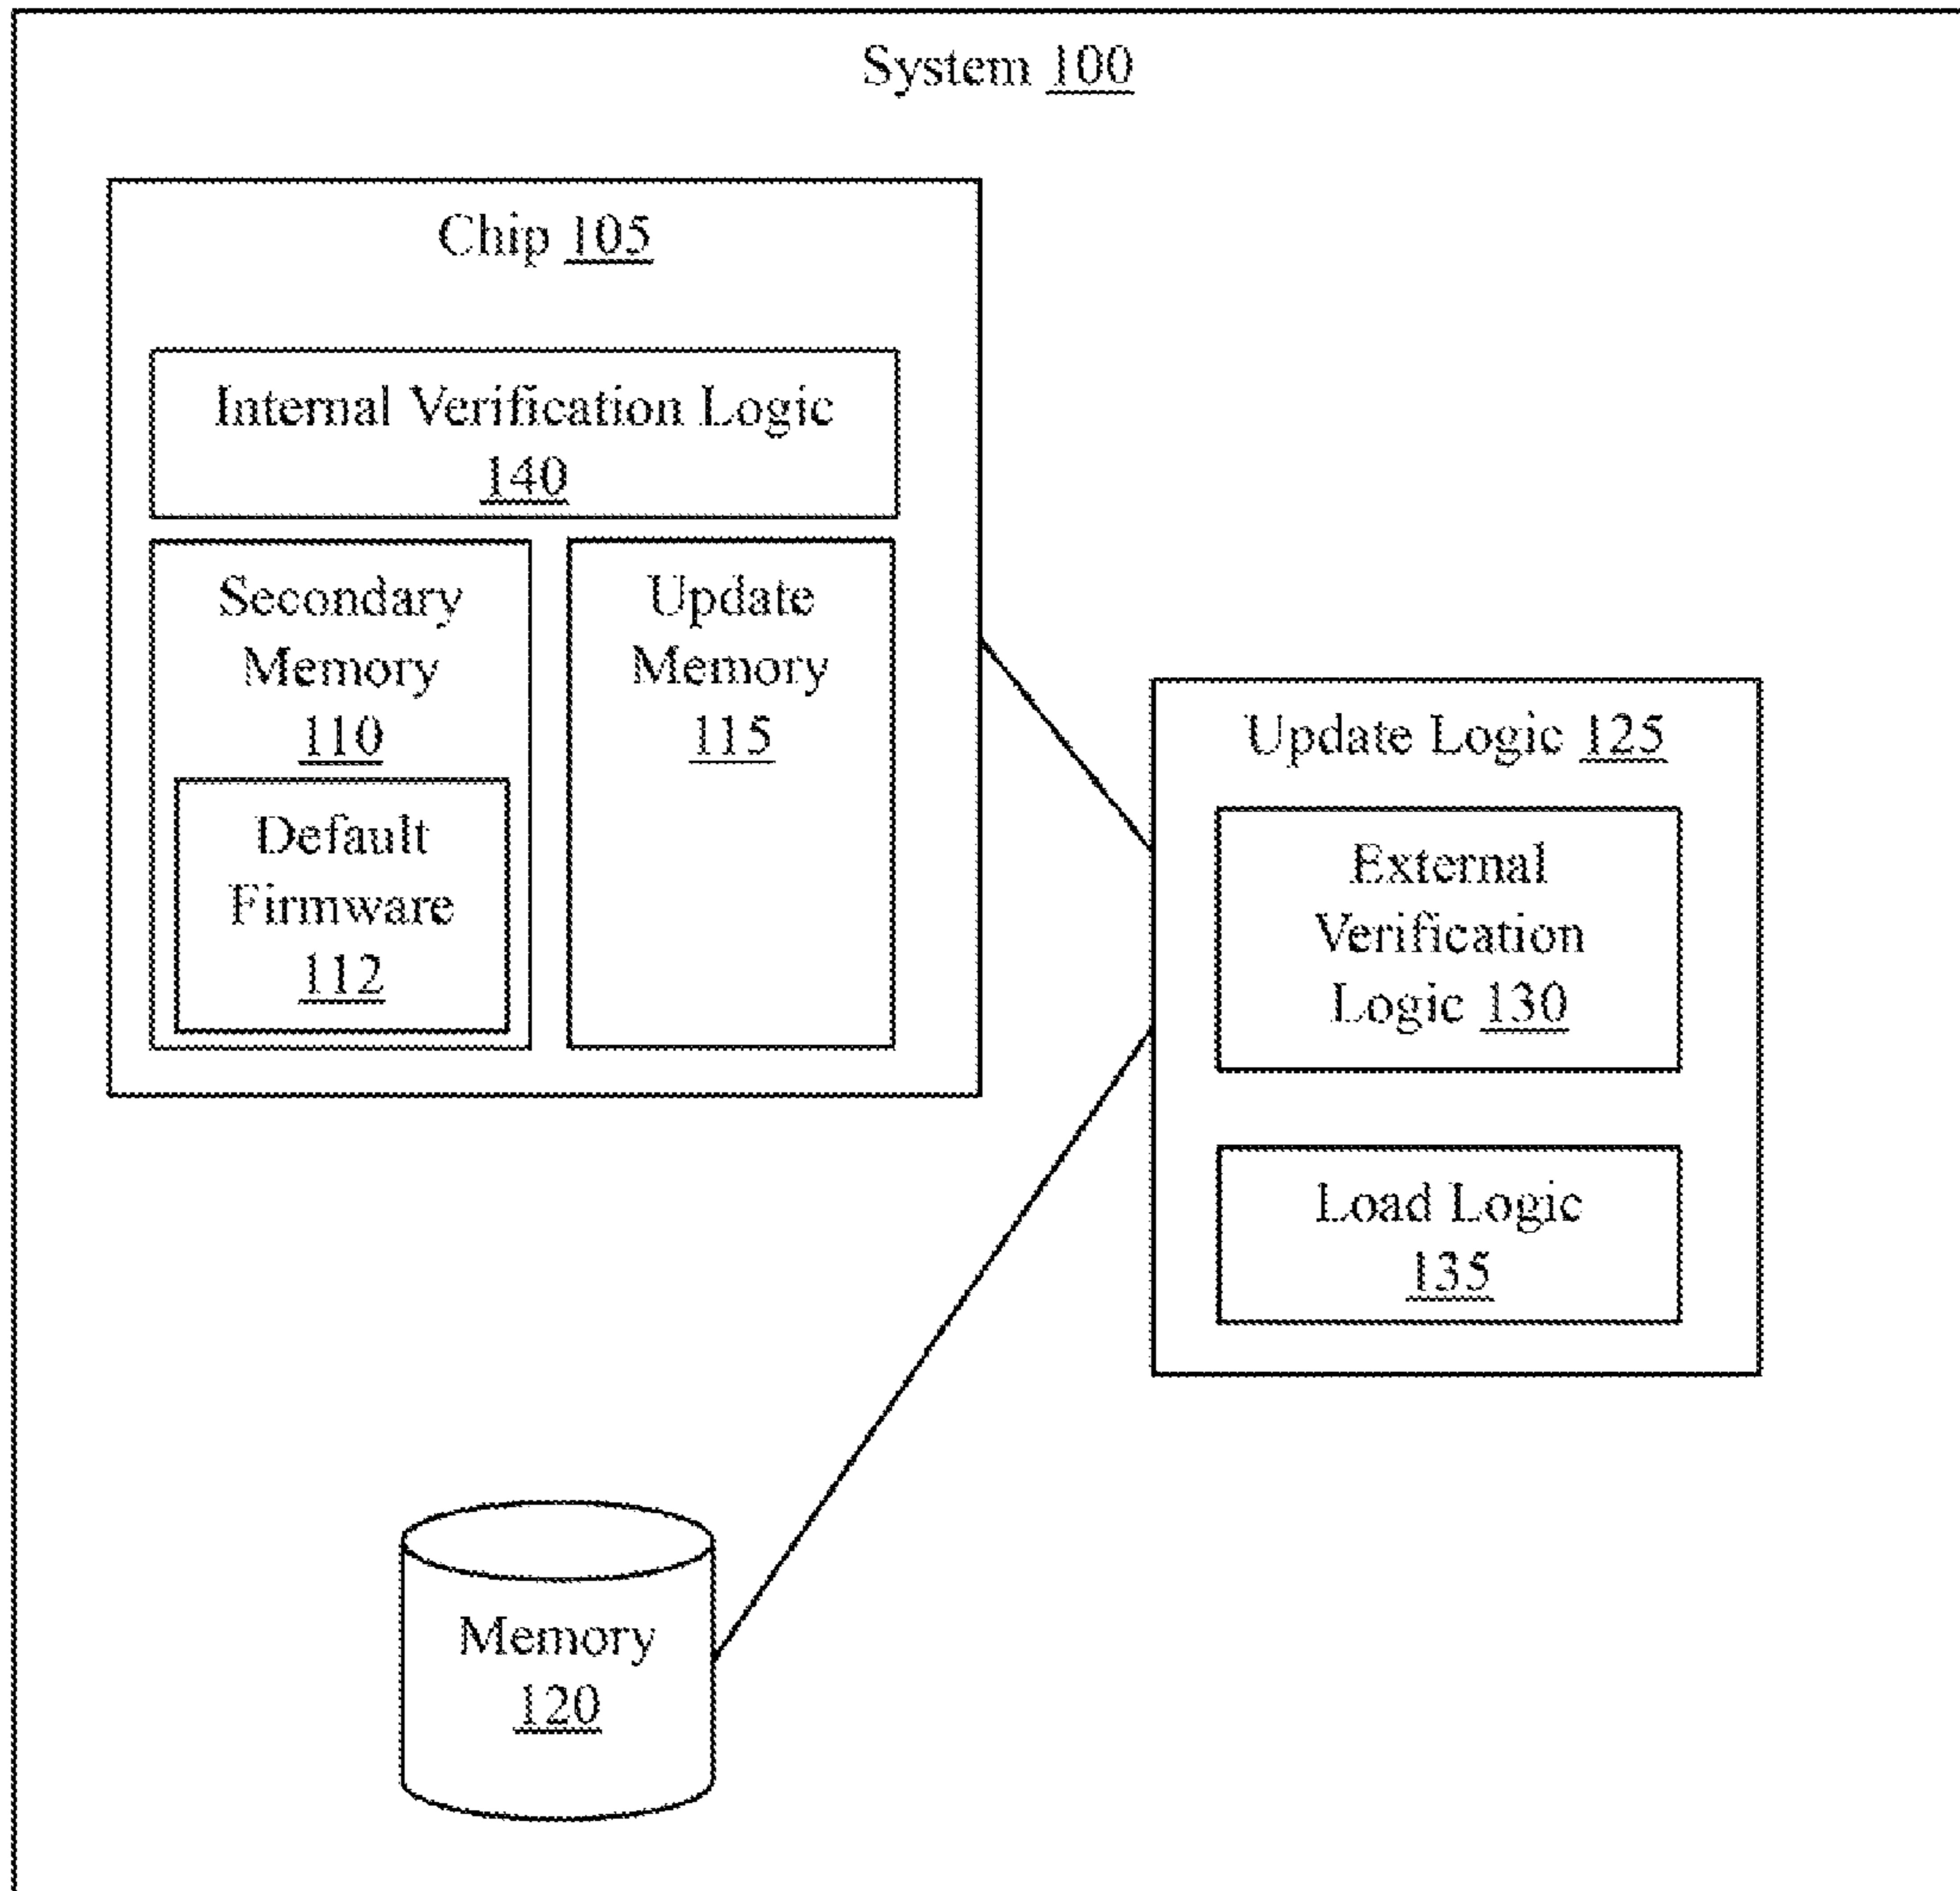 System 100
Chip 105
Internal Verification Logic
140
Secondary
Memory
110
Default
Firmware
112
Update
Memory
115
Update Logic 125
External
Verification
Logic 130
Load Logic
135
Memory
120